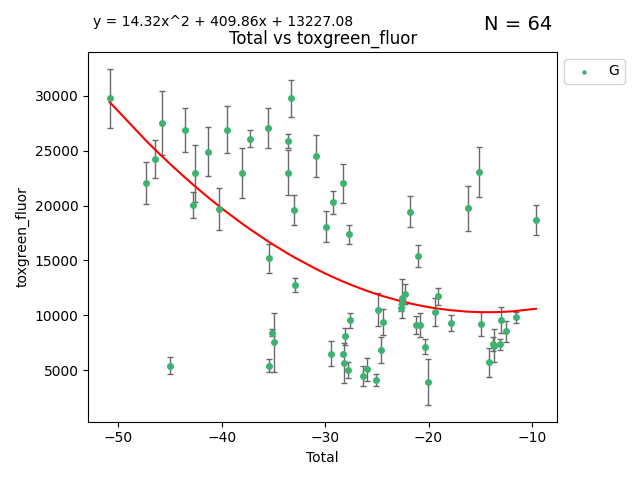 y = 14.32x^2 + 409.86x + 13227.08
N = 64
Total vs toxgreen_fluor
G
toxgreen_fluor
30000
25000
20000
15000
10000
5000
−50 −40 −30 −20 −10
Total